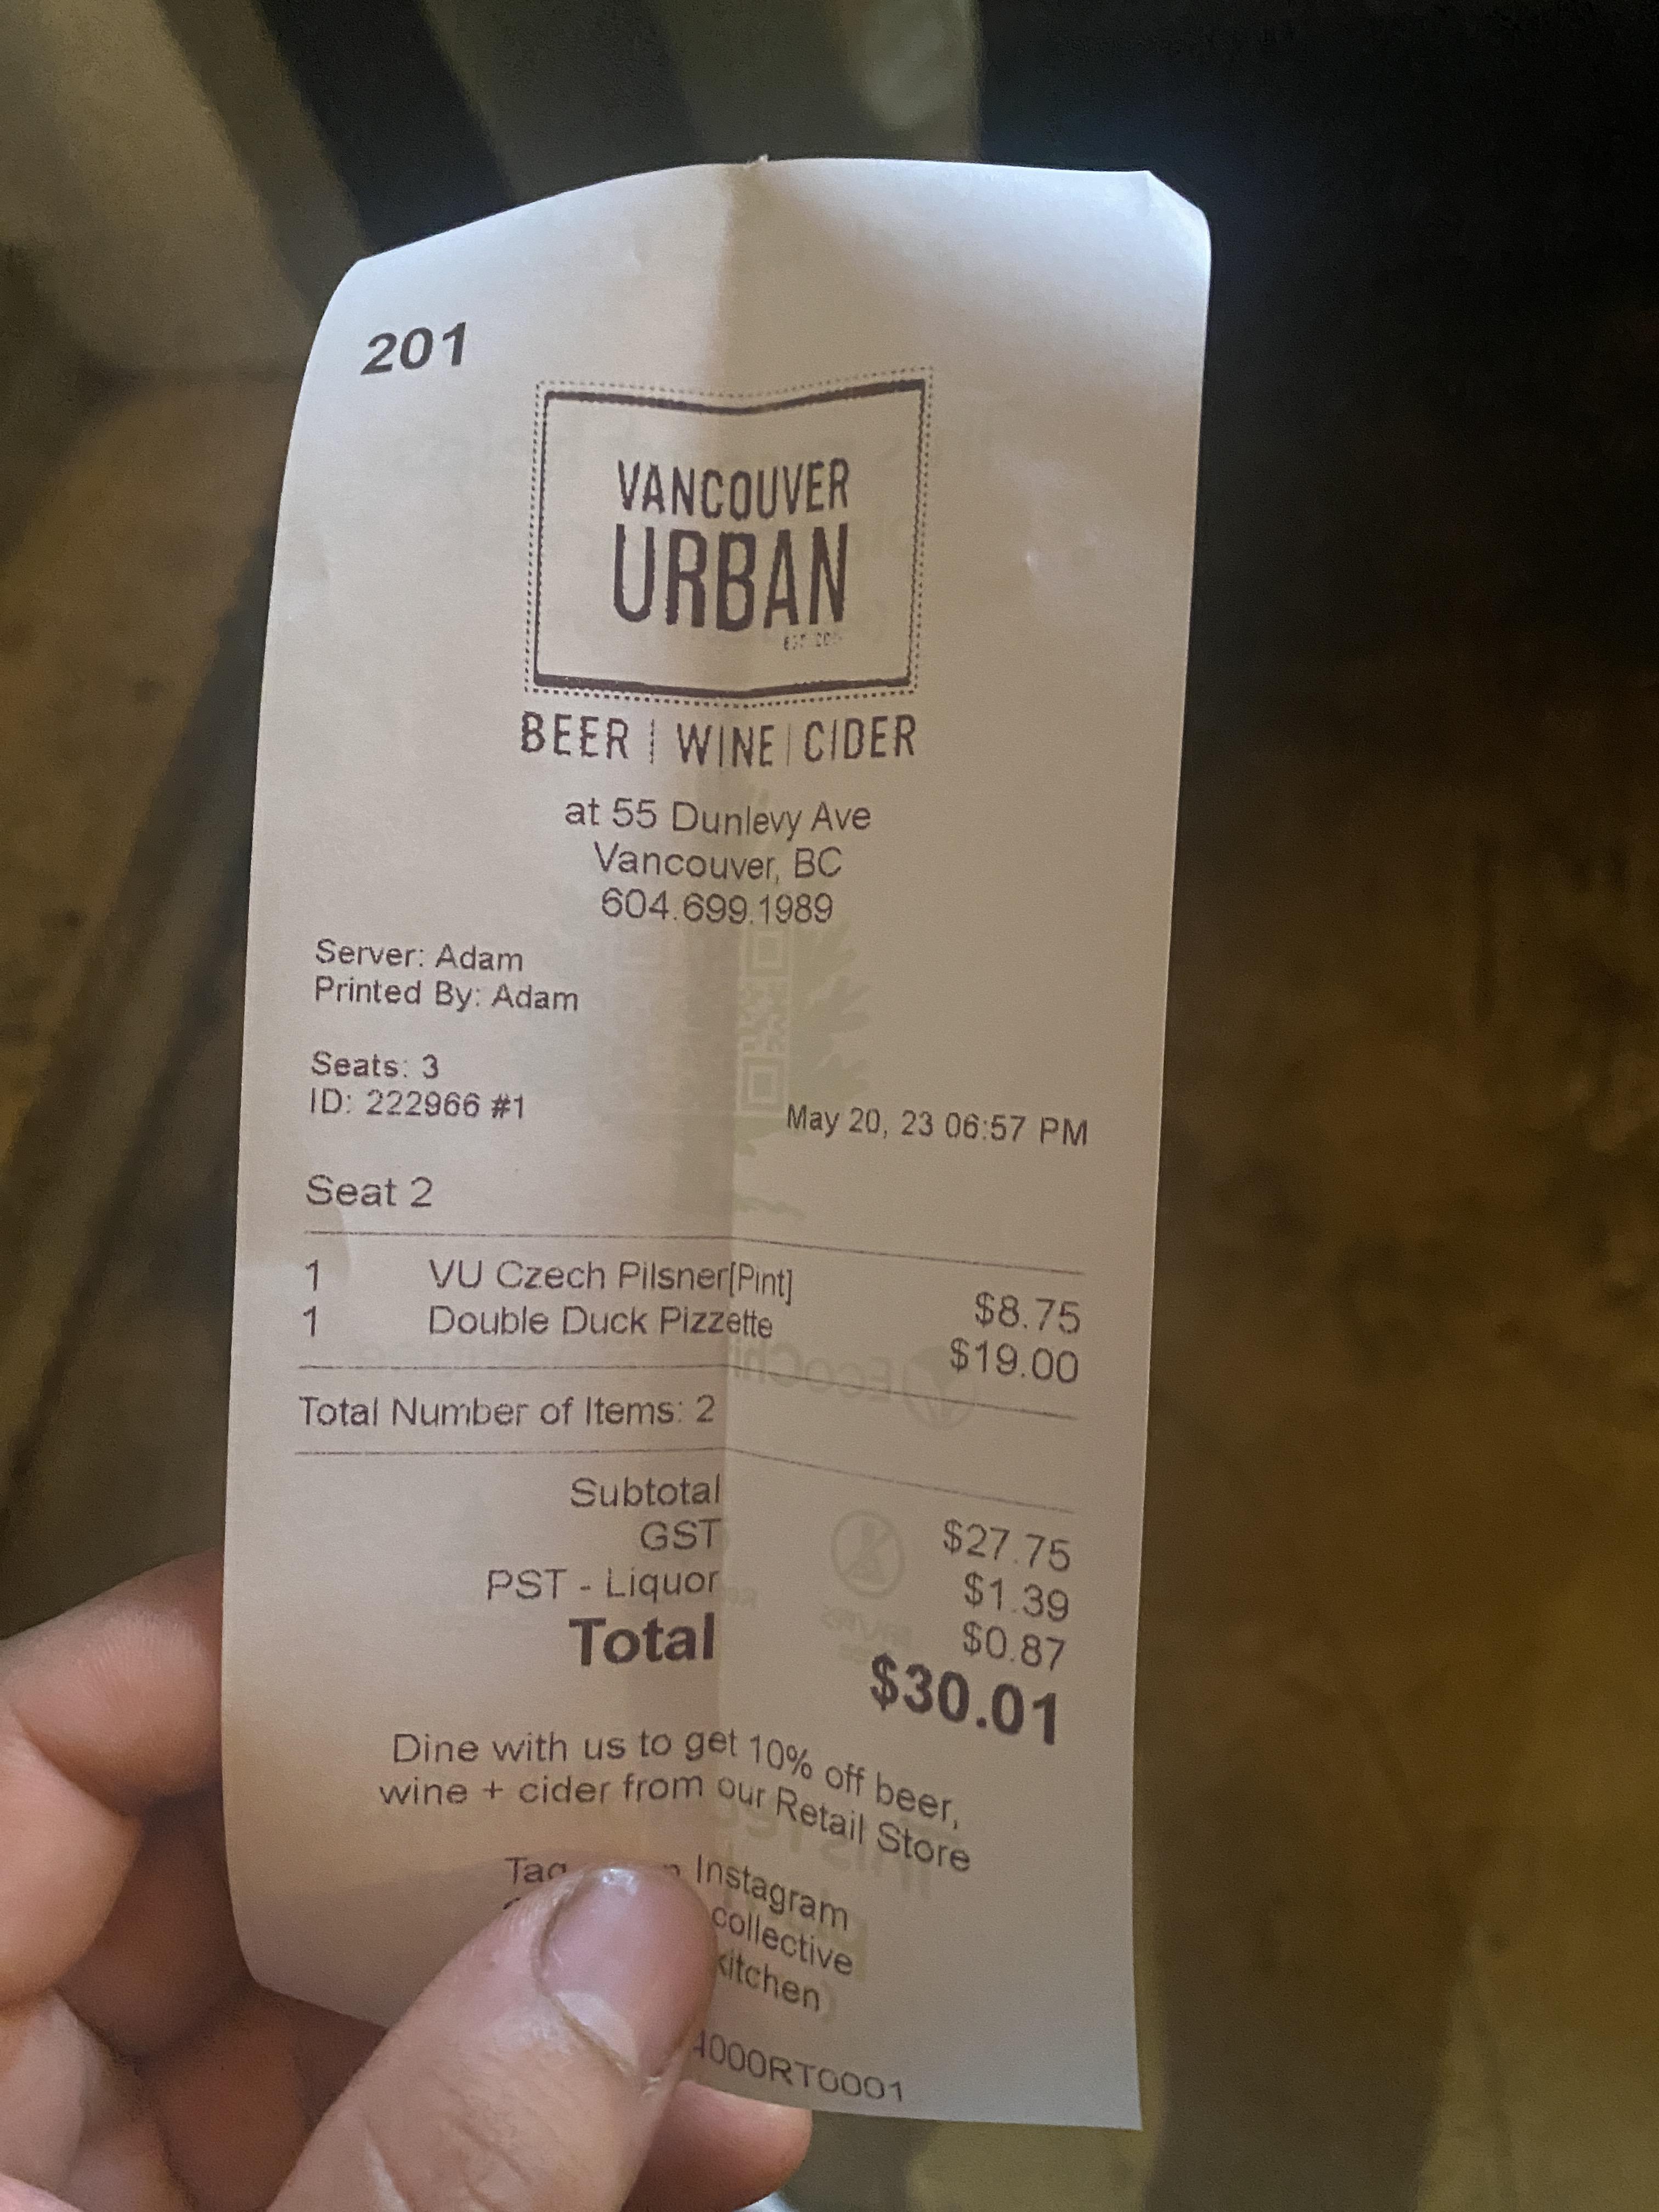 201
VANCOUVER
URBAN
BEER | WINE | CIDER
at 55 Dunlevy Ave
Vancouver, BC
604.699.1989
Server: Adam
Printed By: Adam
Seats: 3
ID: 222966 #1
May 20, 23 06:57 PM
Seat 2
1 VU Czech Pilsner[Pint] $8.75
1 Double Duck Pizzette $19.00
Total Number of Items: 2
Subtotal $27.75
GST $1.39
PST - Liquor $0.87
Total $30.01
Dine with us to get 10% off beer,
wine + cider from our Retail Store
Tag Instagram
collective
kitchen)
4000RT0001